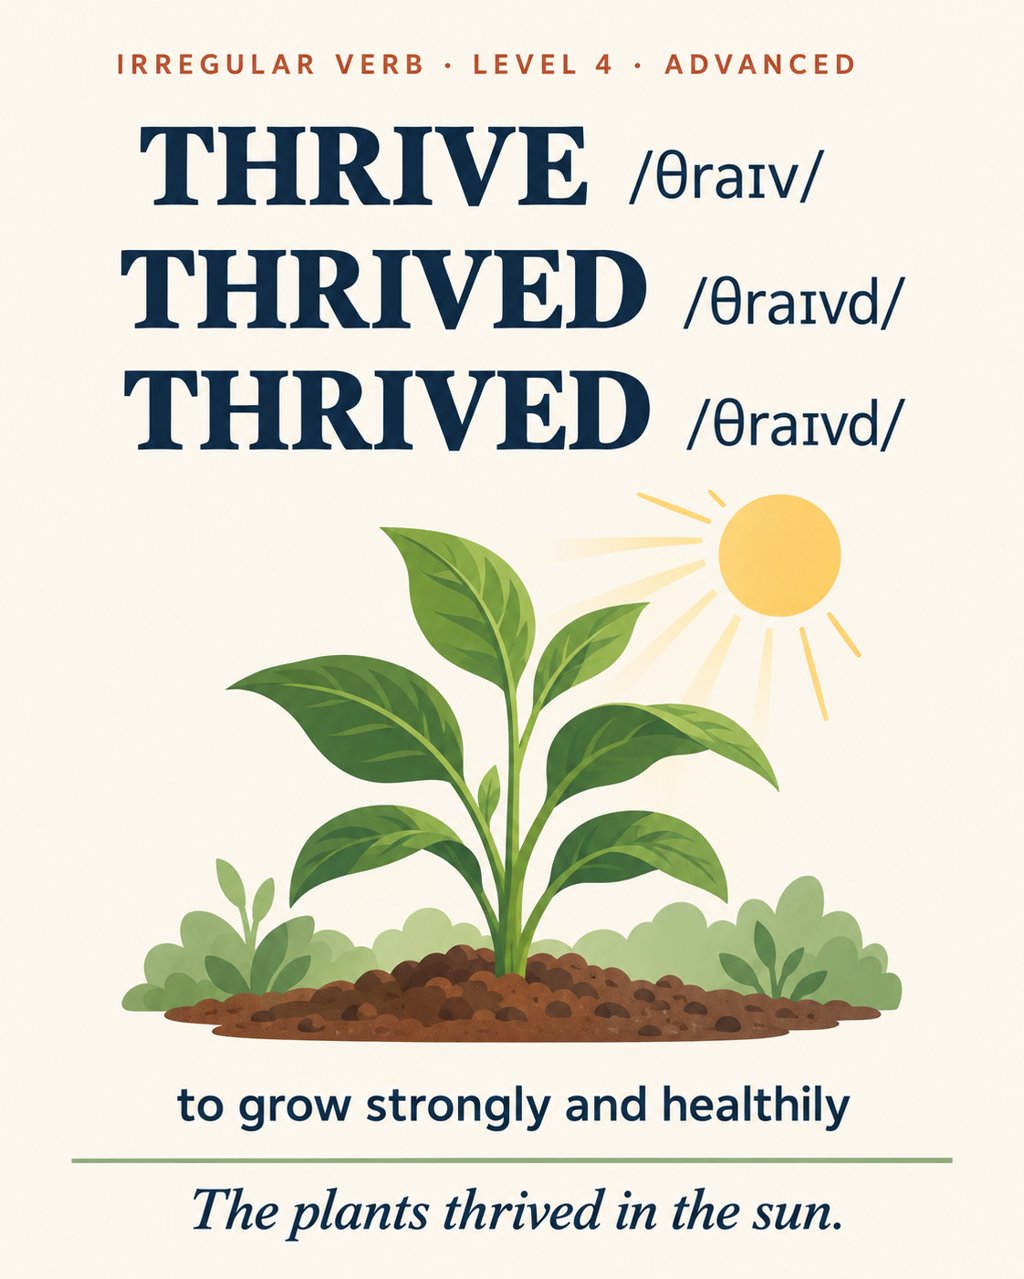 IRREGULAR VERB · LEVEL 4 · ADVANCED
THRIVE /θraɪv/
THRIVED /θraɪvd/
THRIVED /θraɪvd/
to grow strongly and healthily
The plants thrived in the sun.